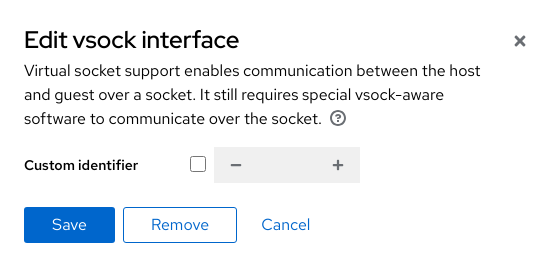 Edit vsock interface
Virtual socket support enables communication between the host
and guest over a socket. It still requires special vsock-aware
software to communicate over the socket.
Custom identifier
Save Remove Cancel